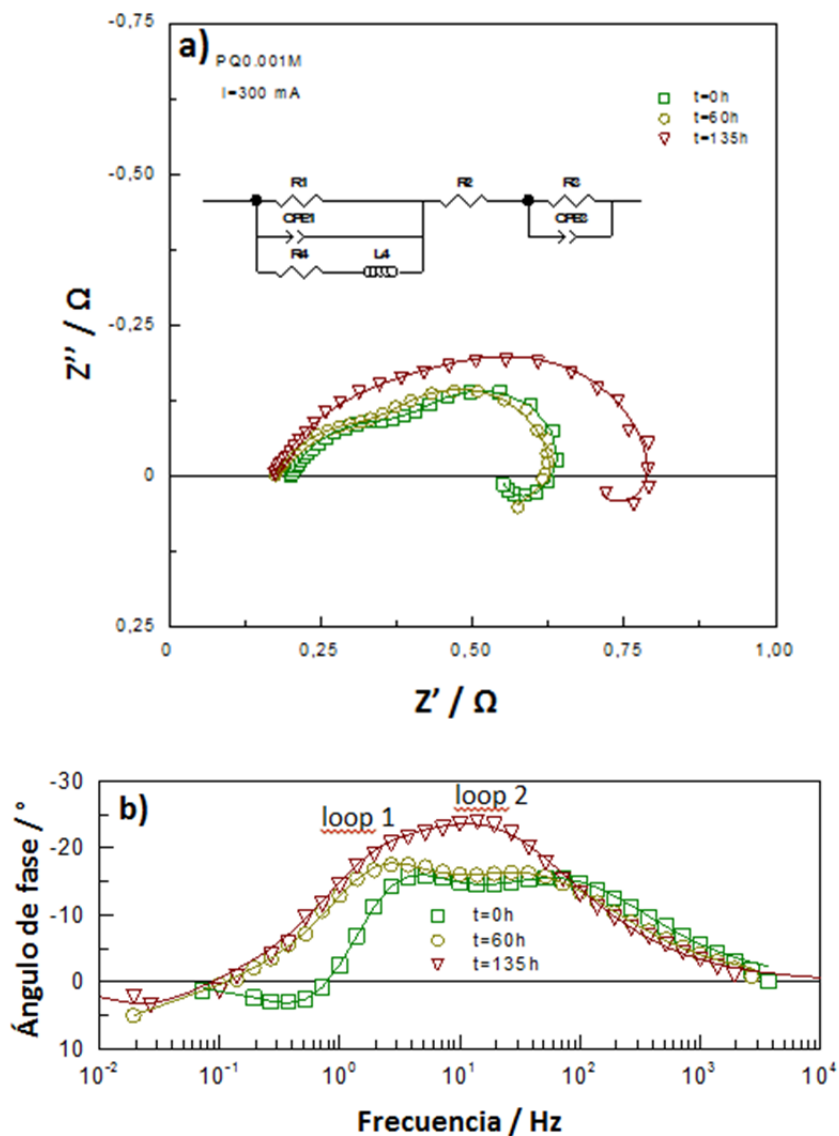 a)
-0,75
PQ0.001M
I=300 mA
t=0h
t=60h
t=135h
-0,50
R1
R2
R3
CPE1
CPE3
R4
L4
-0,25
Z'' / Ω
0
0,25
0
0,25
0,50
0,75
1,00
Z' / Ω
-30
b)
loop 1
loop 2
-20
-10
t=0h
t=60h
t=135h
0
10
Ángulo de fase / °
10-2
10-1
100
101
102
103
104
Frecuencia / Hz